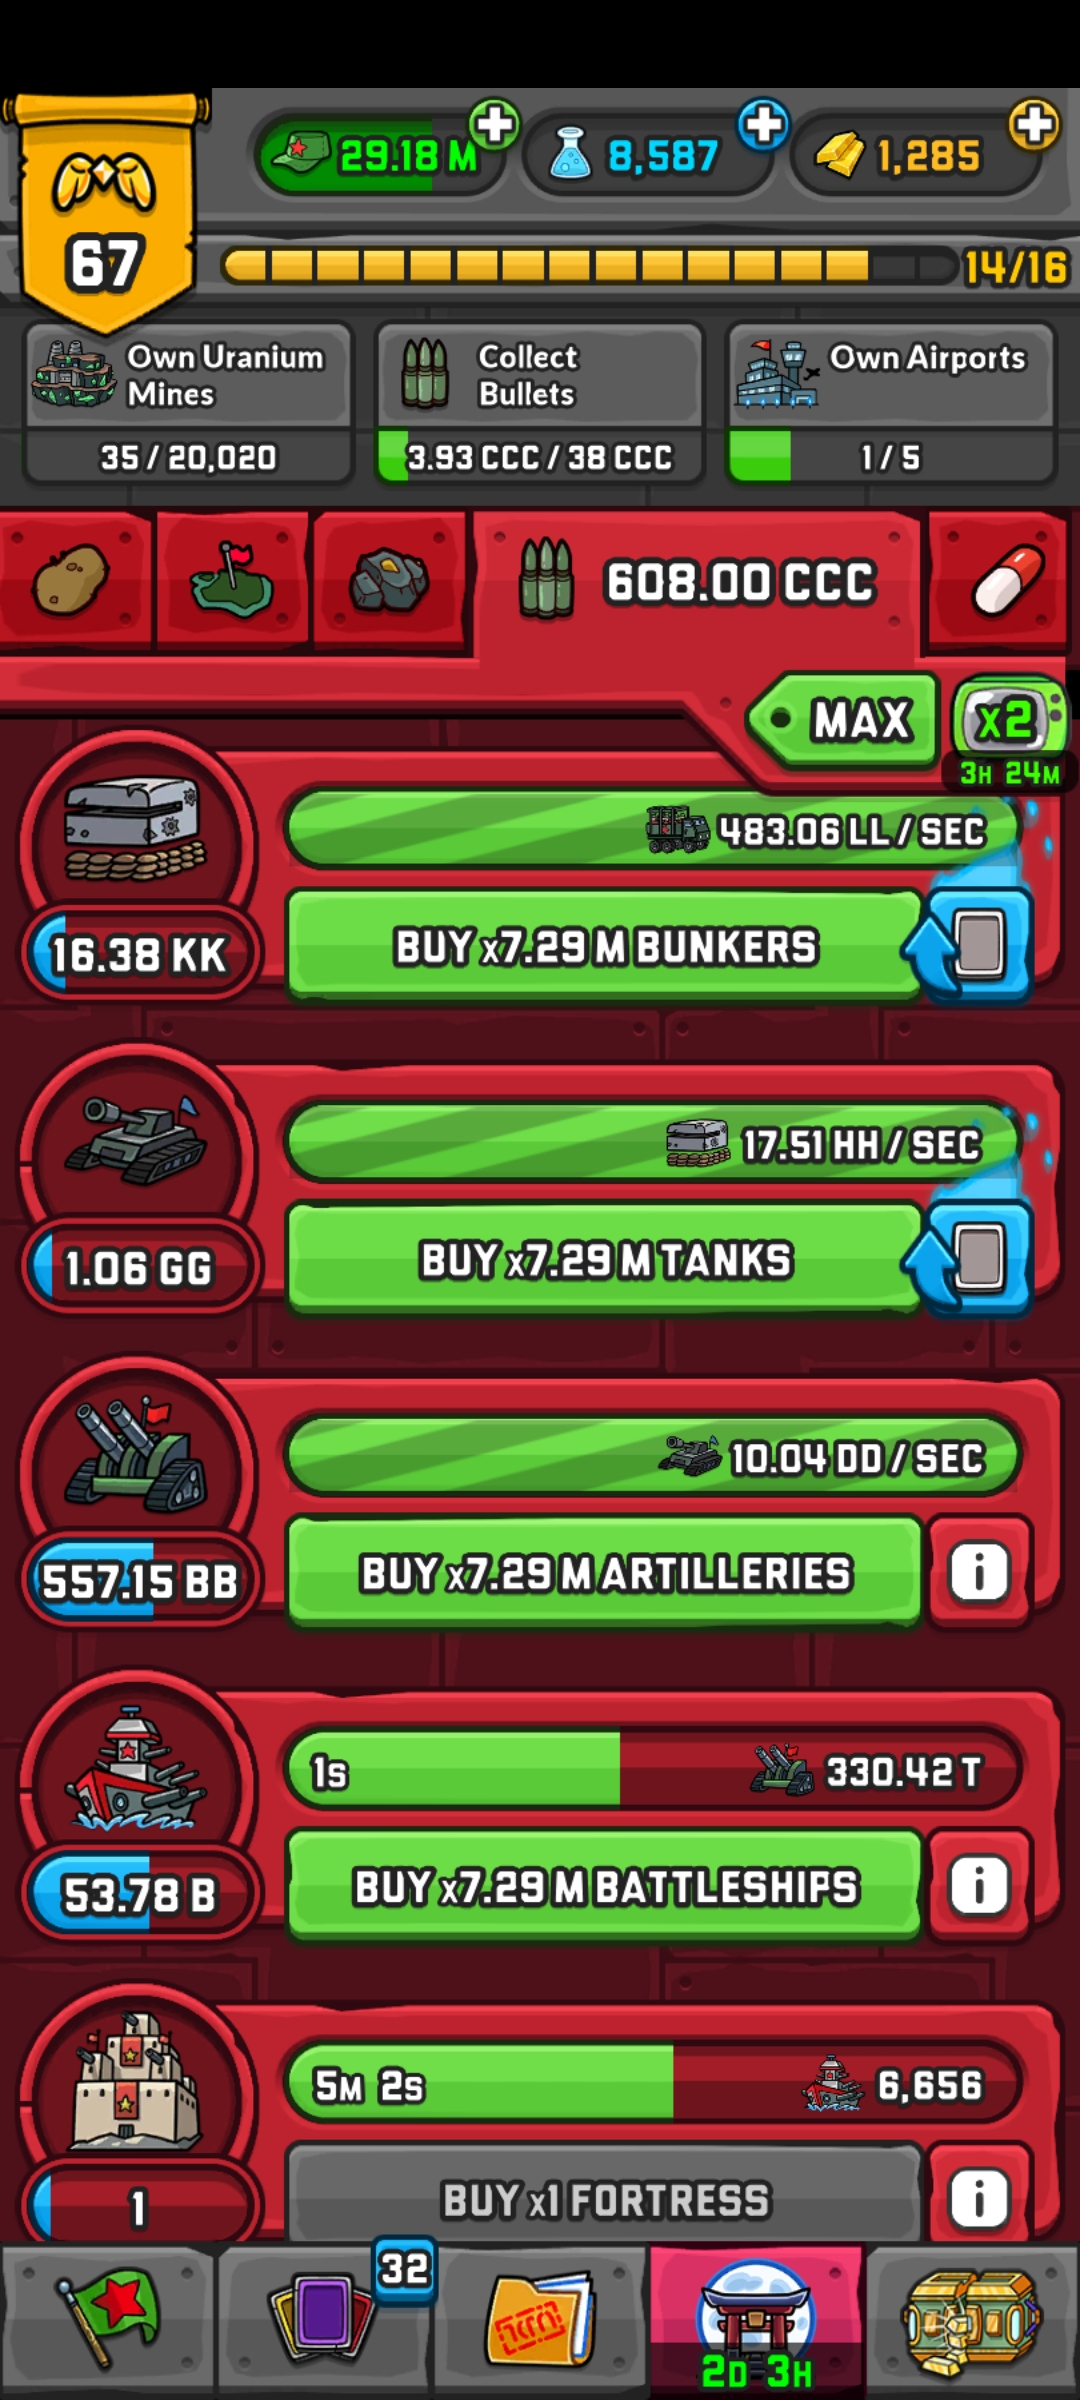 29.18 M
8,587
1,285
67
14/16
Own Uranium
Mines
35 / 20,020
Collect
Bullets
3.93 CCC / 38 CCC
Own Airports
1 / 5
608.00 CCC
MAX
x2
3H 24M
483.06 LL / SEC
16.38 KK
BUY x7.29 M BUNKERS
17.51 HH / SEC
1.06 GG
BUY x7.29 M TANKS
10.04 DD / SEC
557.15 BB
BUY x7.29 M ARTILLERIES
i
1S
330.42 T
53.78 B
BUY x7.29 M BATTLESHIPS
i
5M 2S
6,656
1
BUY x1 FORTRESS
i
32
2D 3H